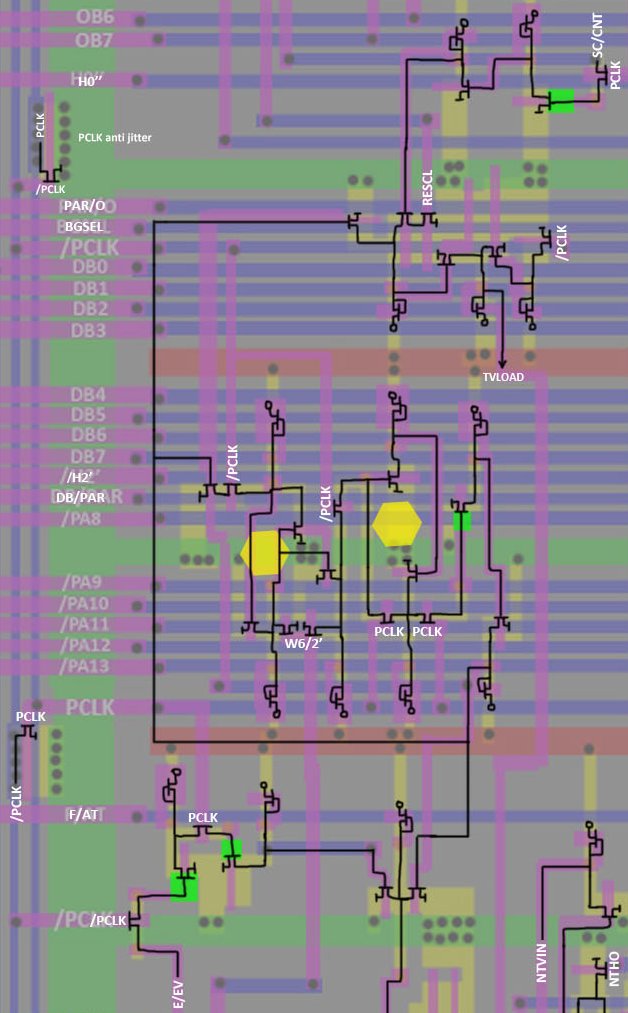 OB6
OB7
SC/CNT
H0''
PCLK
PCLK
PCLK anti jitter
/PCLK
RESCL
PAR/O
BGSEL
/PCLK
/PCLK
DB0
DB1
DB2
DB3
TVLOAD
DB4
DB5
DB6
DB7
/PCLK
/H2'
DB/PAR
/PCLK
/PA8
/PA9
/PA10
/PA11
PCLK PCLK
W6/2'
/PA12
/PA13
PCLK
PCLK
/PCLK
F/AT
PCLK
/PCLK
NTVIN
NTHO
E/EV